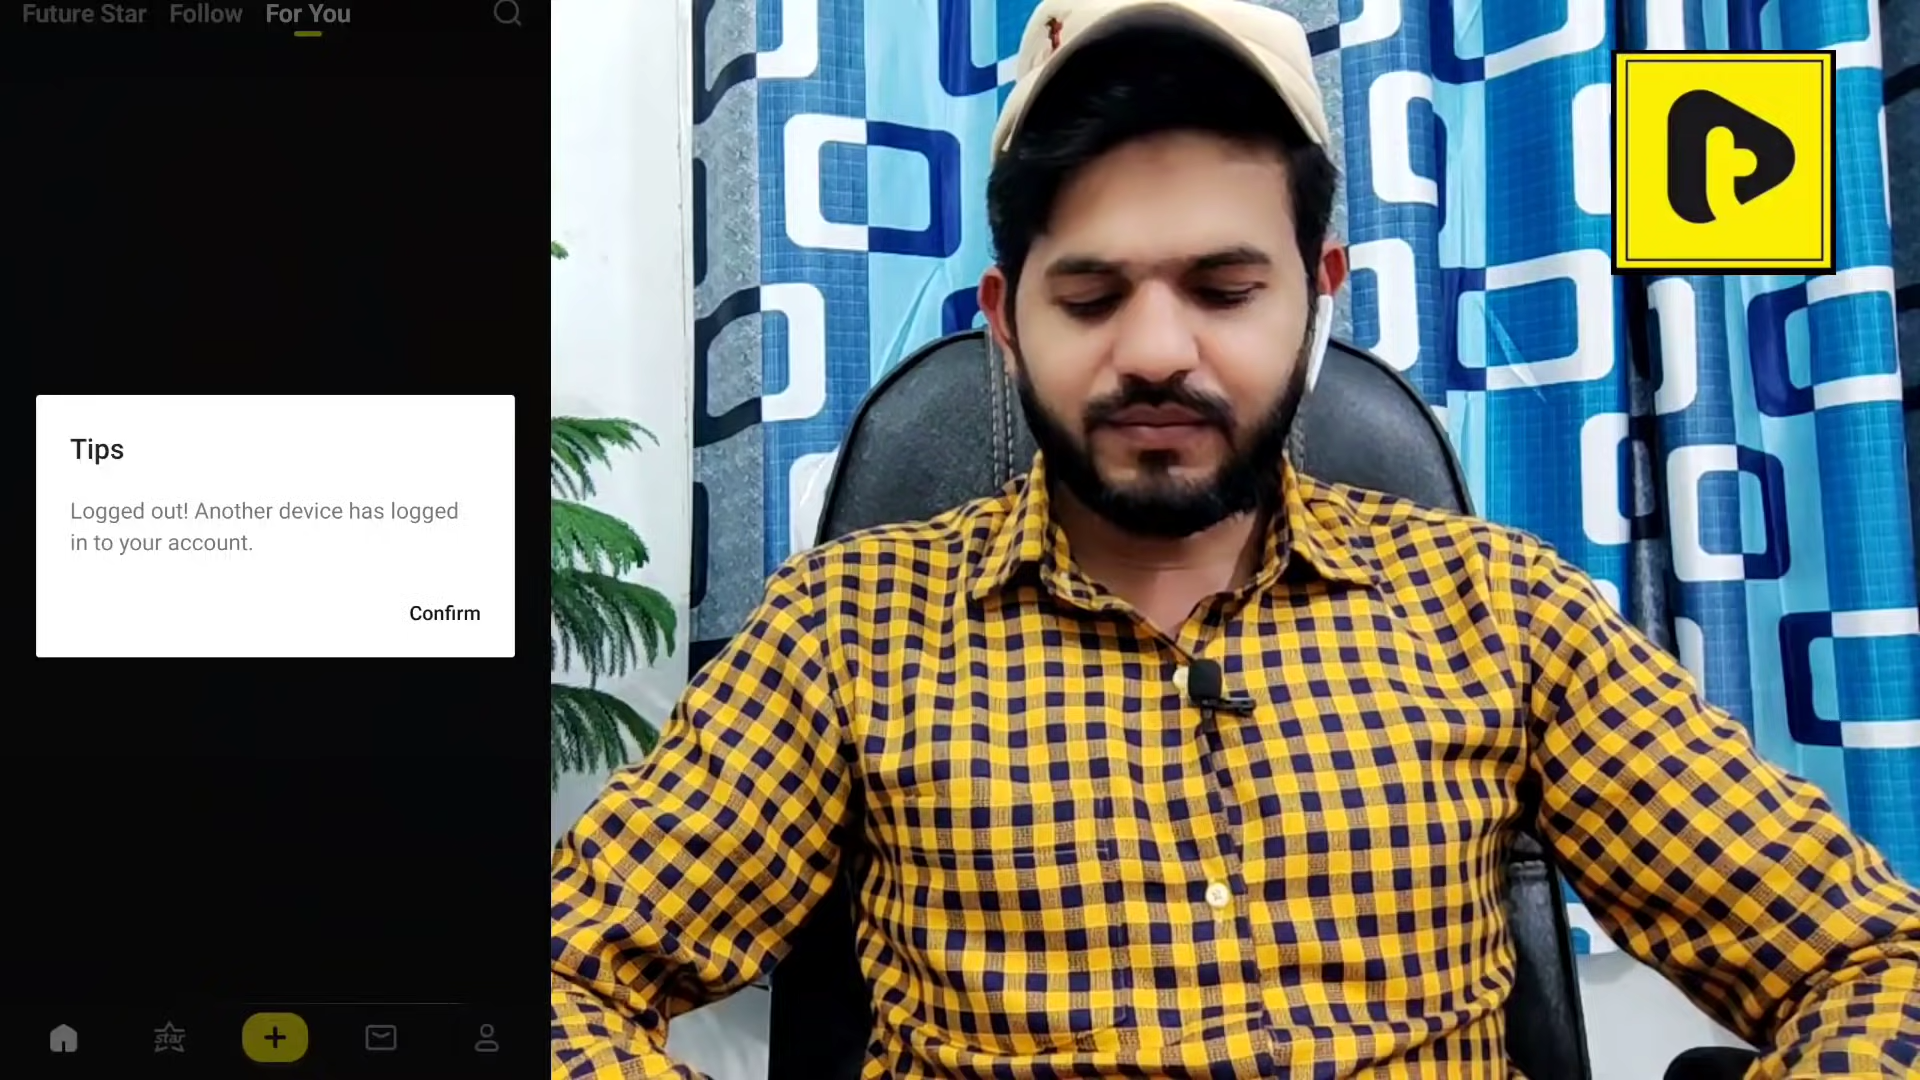 Future Star Follow For You
Tips
Logged out! Another device has logged
in to your account.
Confirm
star